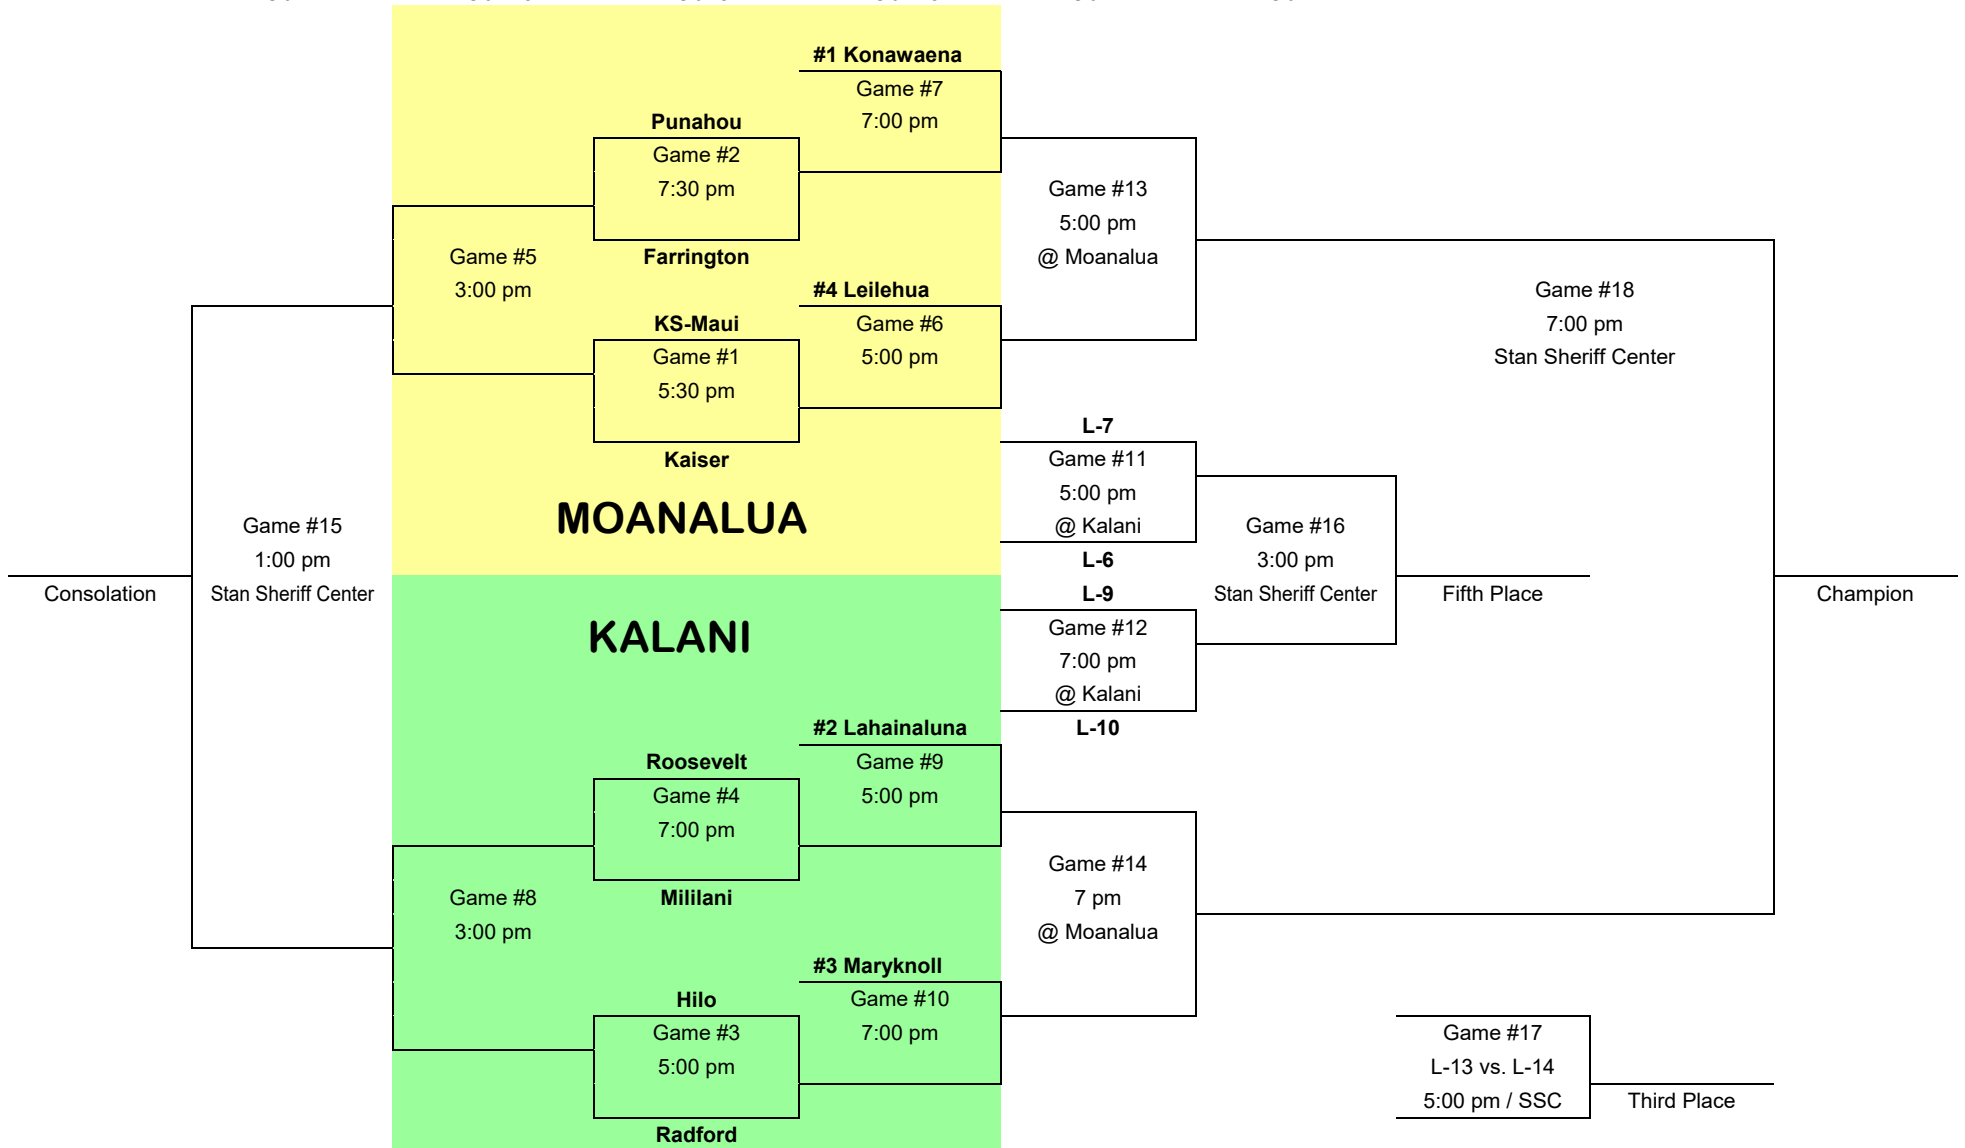 #1 Konawaena
Game #7
7:00 pm
Punahou
Game #2
7:30 pm
Farrington
Game #13
5:00 pm
@ Moanalua
Game #5
3:00 pm
#4 Leilehua
Game #6
5:00 pm
KS-Maui
Game #1
5:30 pm
Kaiser
Game #18
7:00 pm
Stan Sheriff Center
L-7
Game #11
5:00 pm
@ Kalani
L-6
MOANALUA
Game #15
1:00 pm
Stan Sheriff Center
Consolation
Game #16
3:00 pm
Stan Sheriff Center
Fifth Place
Champion
L-9
Game #12
7:00 pm
@ Kalani
L-10
KALANI
#2 Lahainaluna
Game #9
5:00 pm
Roosevelt
Game #4
7:00 pm
Mililani
Game #14
7 pm
@ Moanalua
Game #8
3:00 pm
#3 Maryknoll
Game #10
7:00 pm
Hilo
Game #3
5:00 pm
Radford
Game #17
L-13 vs. L-14
5:00 pm / SSC
Third Place